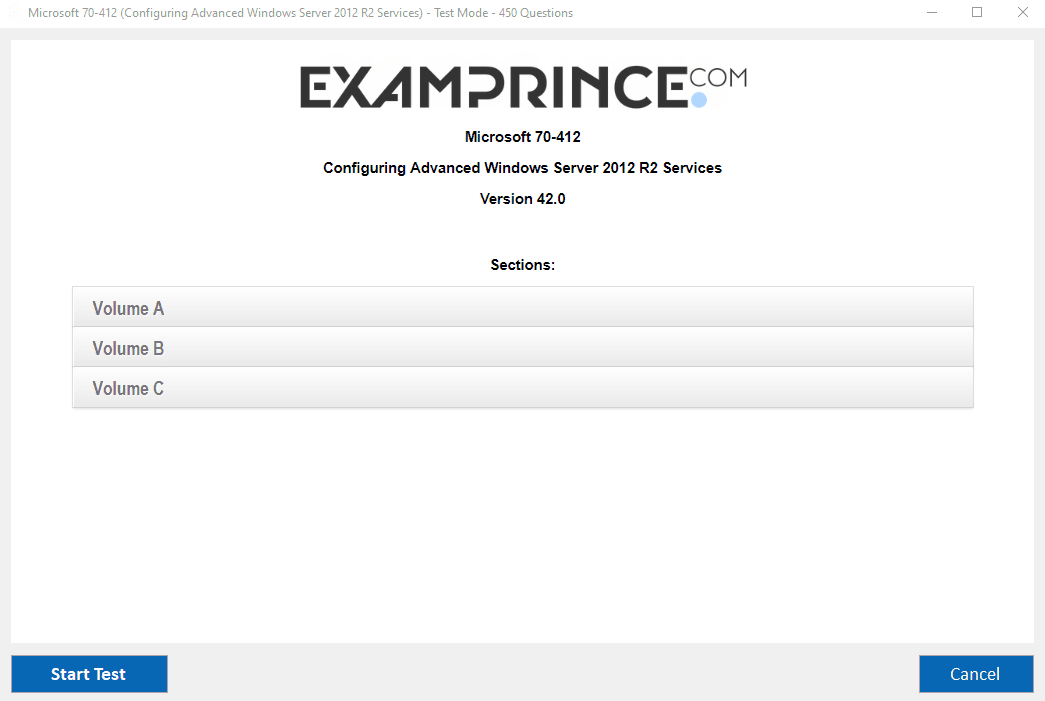 Microsoft 70-412 (Configuring Advanced Windows Server 2012 R2 Services) - Test Mode - 450 Questions
EXAMPRINCE.COM
Microsoft 70-412
Configuring Advanced Windows Server 2012 R2 Services
Version 42.0
Sections:
Volume A
Volume B
Volume C
Start Test
Cancel